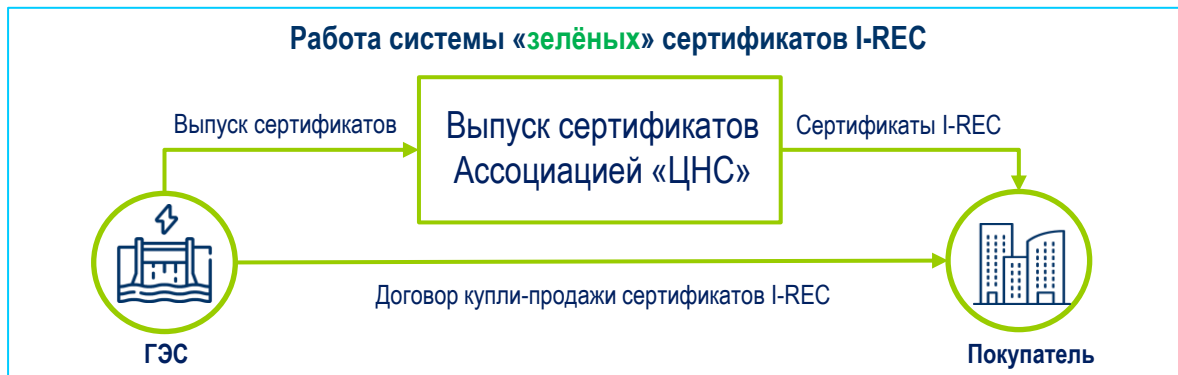 Работа системы «зелёных» сертификатов I-REC
Выпуск сертификатов
Выпуск сертификатов
Ассоциацией «ЦНС»
Сертификаты I-REC
Договор купли-продажи сертификатов I-REC
ГЭС
Покупатель